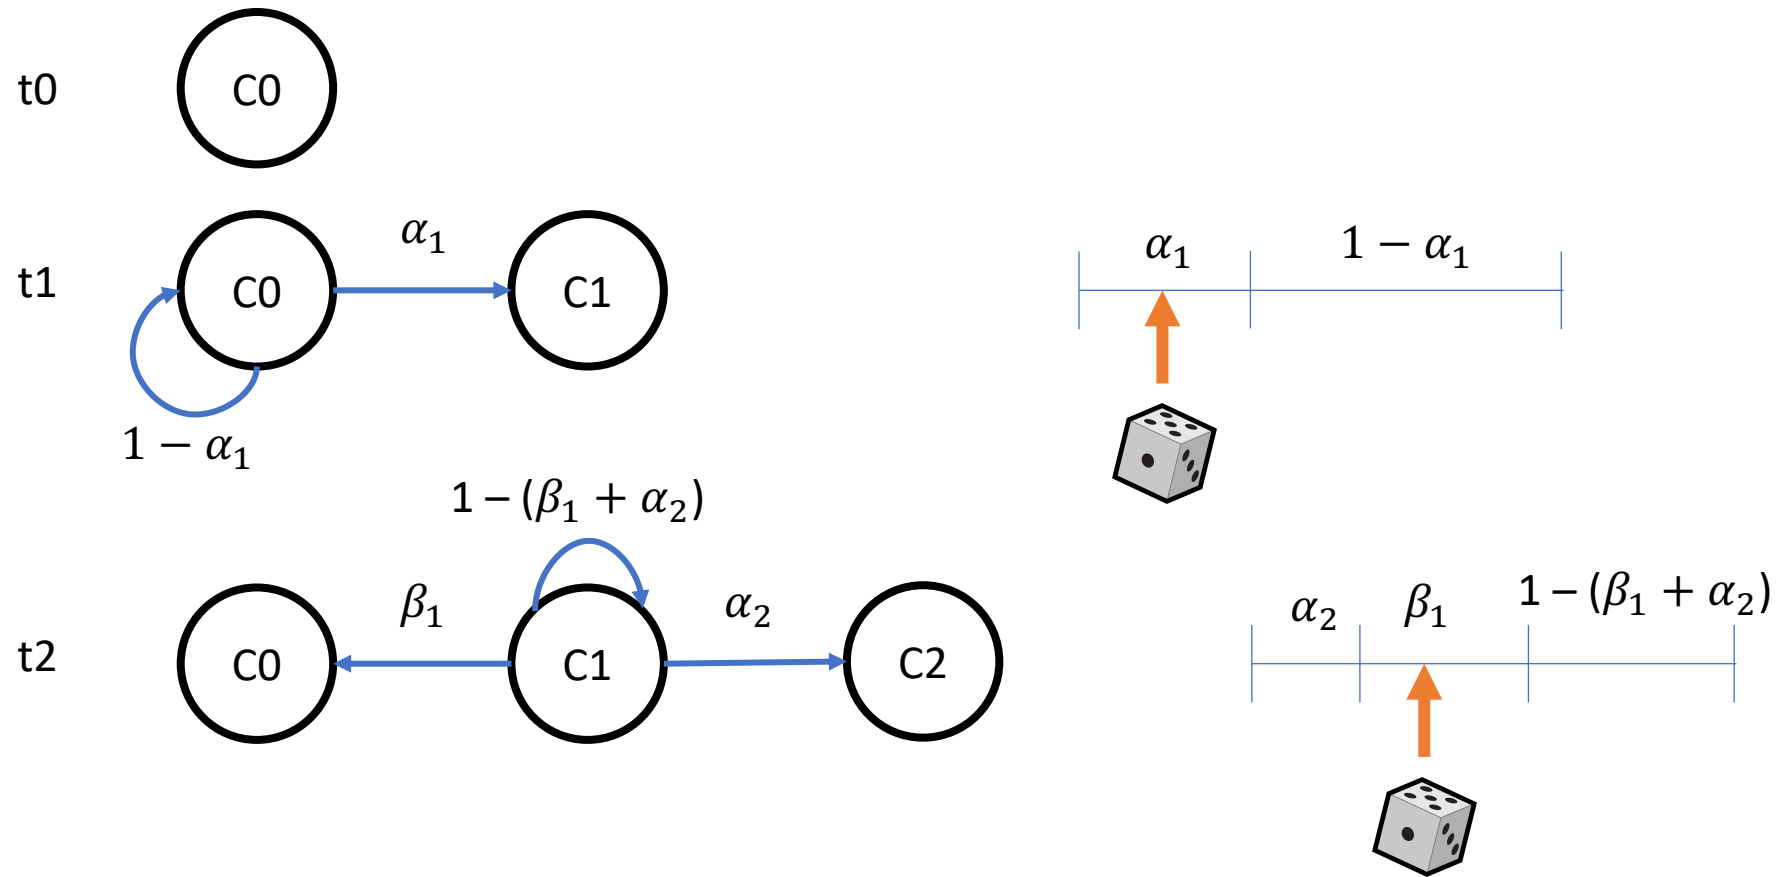 t0
C0
t1
C0
α₁
C1
1 − α₁
α₁
1 − α₁
t2
1 – (β₁ + α₂)
C0
β₁
C1
α₂
C2
α₂
β₁
1 – (β₁ + α₂)